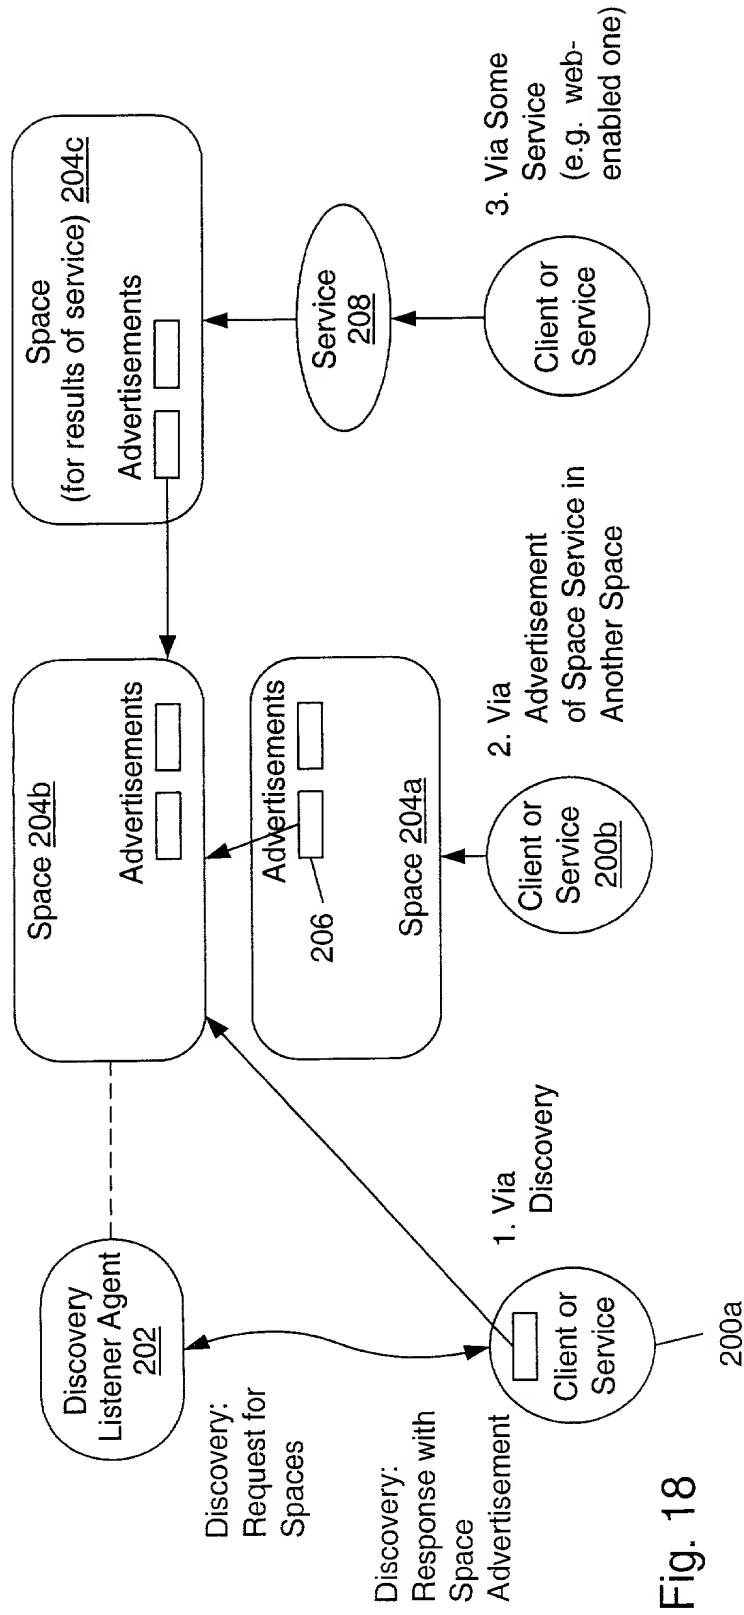 Discovery
Listener Agent
202
Discovery:
Request for
Spaces
Discovery:
Response with
Space
Advertisement
Client or
Service
200a
1. Via
Discovery
Space 204b
Advertisements
Advertisements
206
Space 204a
Client or
Service
200b
2. Via
Advertisement
of Space Service in
Another Space
Space
(for results of service) 204c
Advertisements
Service
208
Client or
Service
3. Via Some
Service
(e.g. web-
enabled one)
Fig. 18